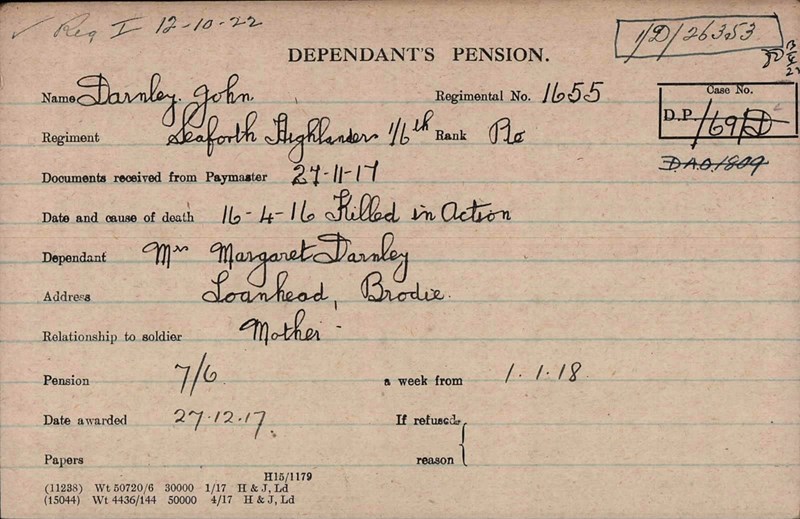 ✓ Reg I 12-10-22
1/D/26353
DEPENDANT'S PENSION.
Name Darnley. John Regimental No. 1655
Case No.
D.P. /169/D
Regiment Seaforth Highlanders 1/6th Rank Pte
D.A.O. 1809
Documents received from Paymaster 27-11-17
Date and cause of death 16-4-16 Killed in Action
Dependant Mrs Margaret Darnley
Address Loanhead, Brodie.
Relationship to soldier Mother -
Pension 7/6 a week from 1.1.18.
Date awarded 27.12.17. If refused,
Papers reason
H15/1179
(11238) Wt 50720/6 30000 1/17 H & J, Ld
(15044) Wt 4436/144 50000 4/17 H & J, Ld